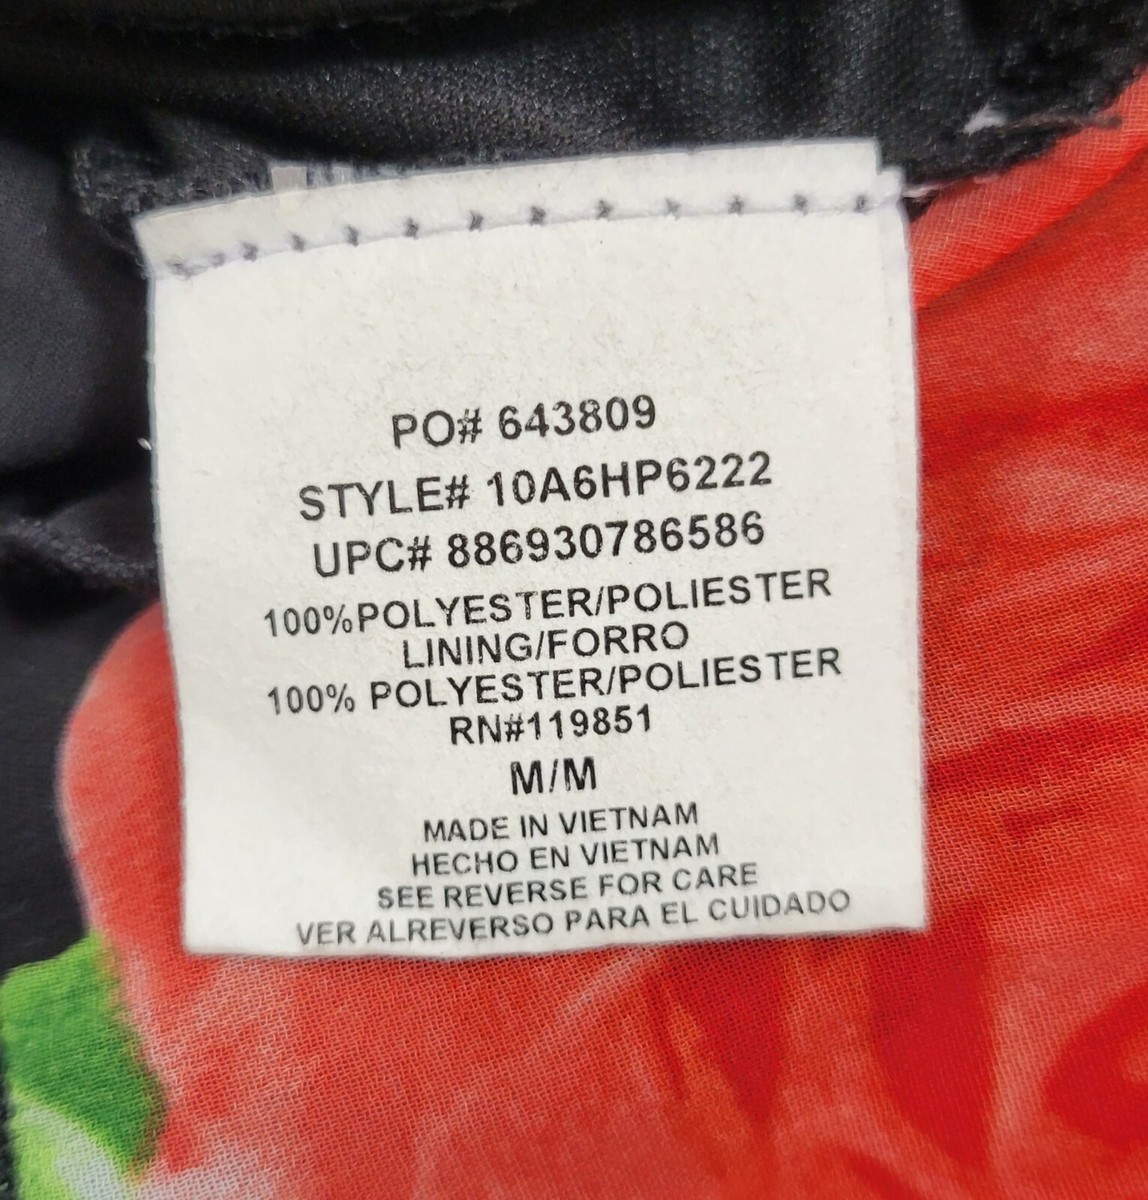 PO# 643809
STYLE# 10A6HP6222
UPC# 886930786586
100%POLYESTER/POLIESTER
LINING/FORRO
100% POLYESTER/POLIESTER
RN#119851
M/M
MADE IN VIETNAM
HECHO EN VIETNAM
SEE REVERSE FOR CARE
VER ALREVERSO PARA EL CUIDADO